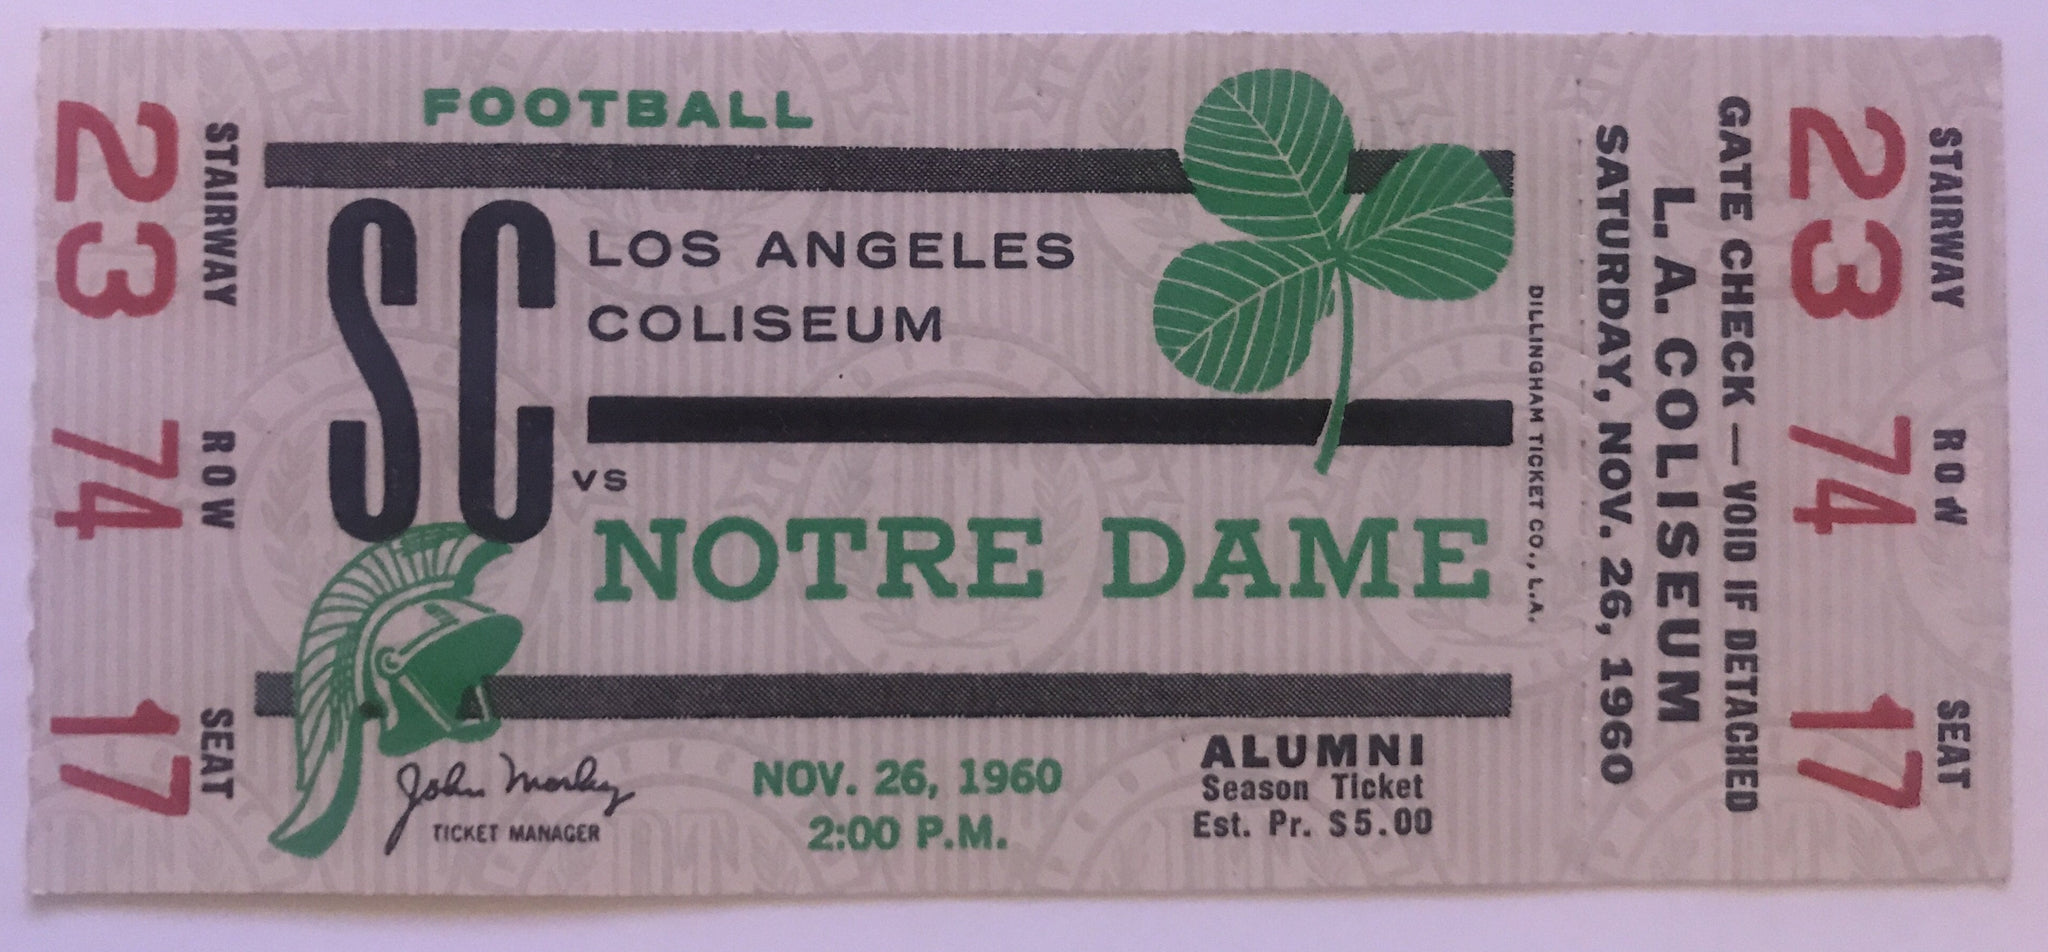 STAIRWAY 23
ROW 74
SEAT 17
FOOTBALL
SC
LOS ANGELES
COLISEUM
VS
NOTRE DAME
John Morley
TICKET MANAGER
NOV. 26, 1960
2:00 P.M.
ALUMNI
Season Ticket
Est. Pr. $5.00
DILLINGHAM TICKET CO., L.A.
STAIRWAY 23
ROW 74
SEAT 17
GATE CHECK — VOID IF DETACHED
L. A. COLISEUM
SATURDAY, NOV. 26, 1960